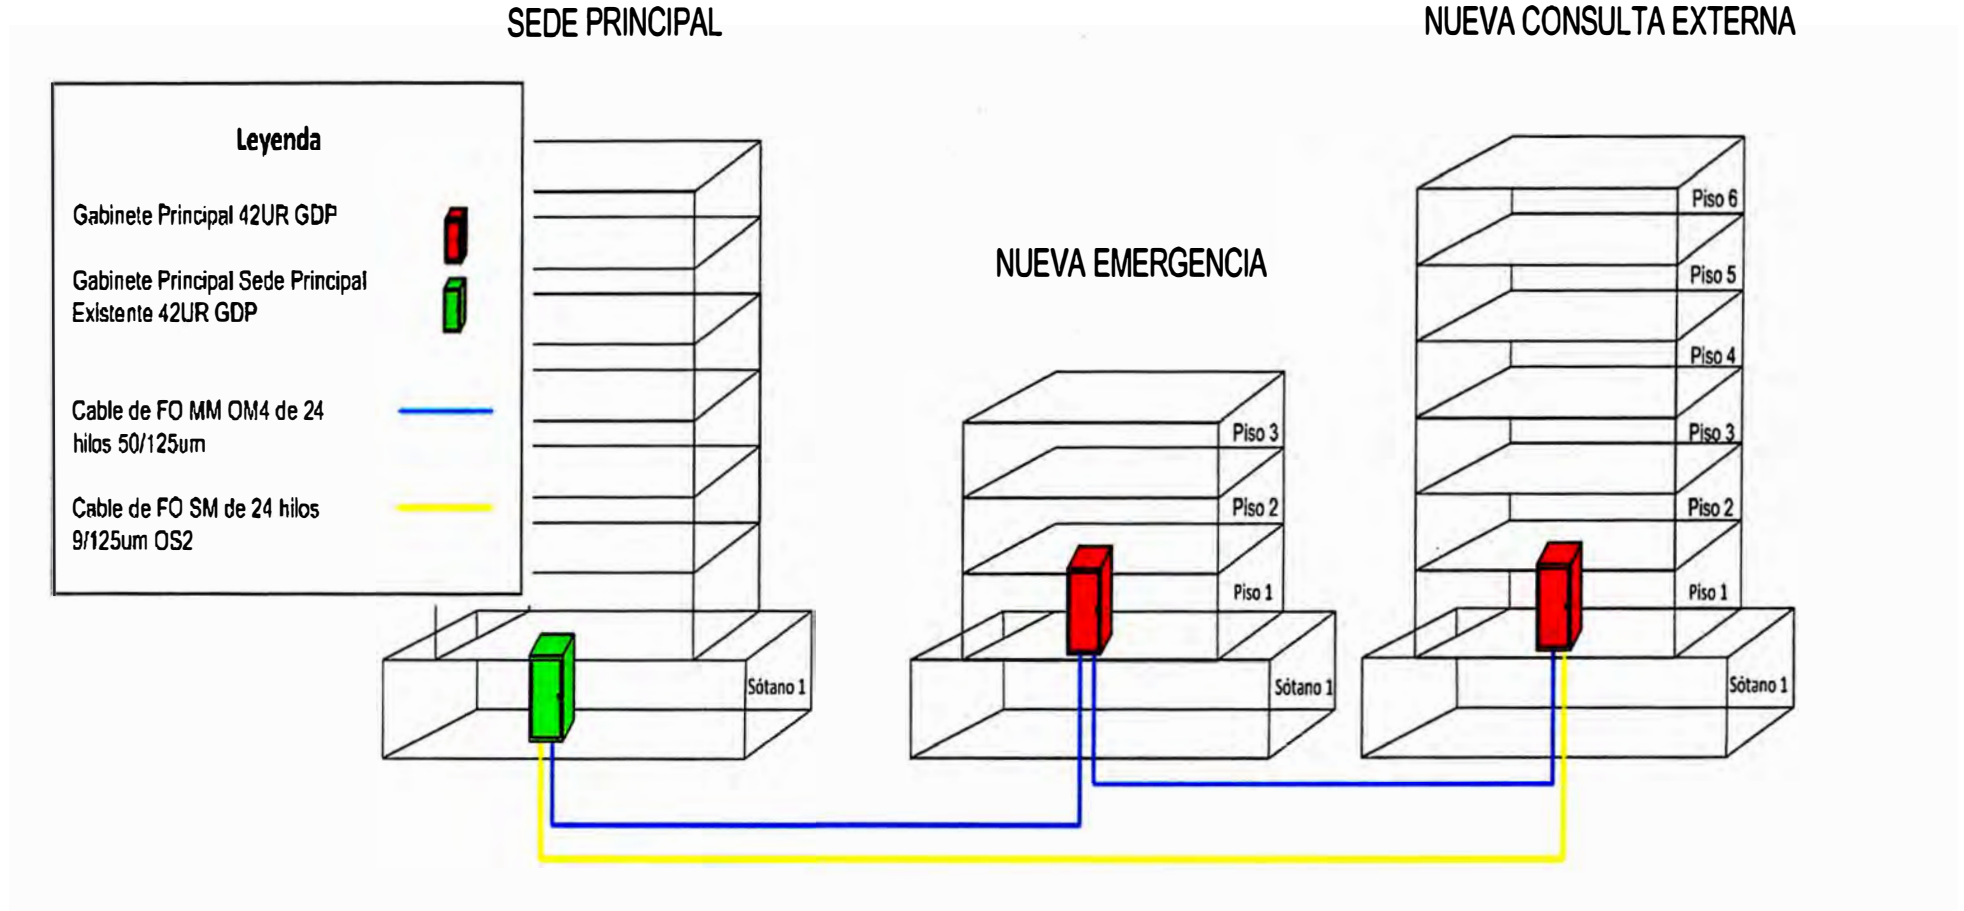 SEDE PRINCIPAL
NUEVA CONSULTA EXTERNA
Leyenda
Gabinete Principal 42UR GDP
Gabinete Principal Sede Principal
Existente 42UR GDP
Cable de FO MM OM4 de 24
hilos 50/125um
Cable de FO SM de 24 hilos
9/125um OS2
Sótano 1
NUEVA EMERGENCIA
Piso 3
Piso 2
Piso 1
Sótano 1
Piso 6
Piso 5
Piso 4
Piso 3
Piso 2
Piso 1
Sótano 1